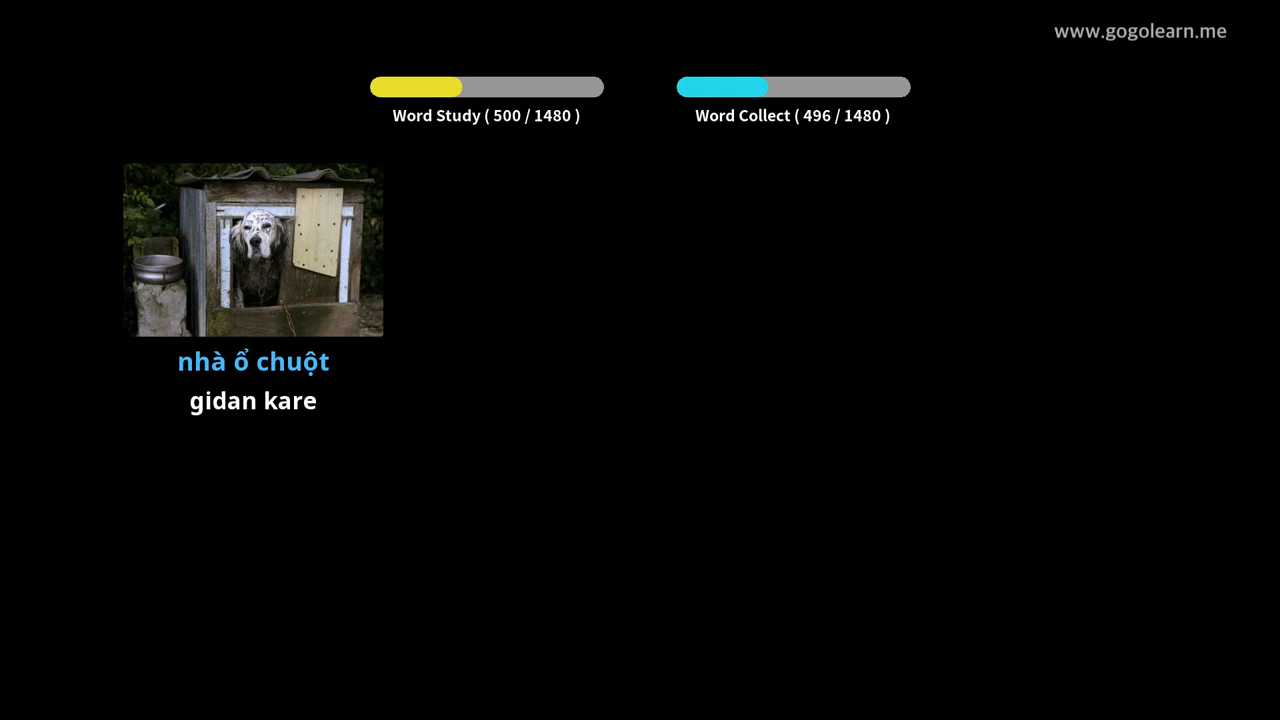 www.gogolearn.me
Word Study ( 500 / 1480 )
Word Collect ( 496 / 1480 )
nhà ổ chuột
gidan kare